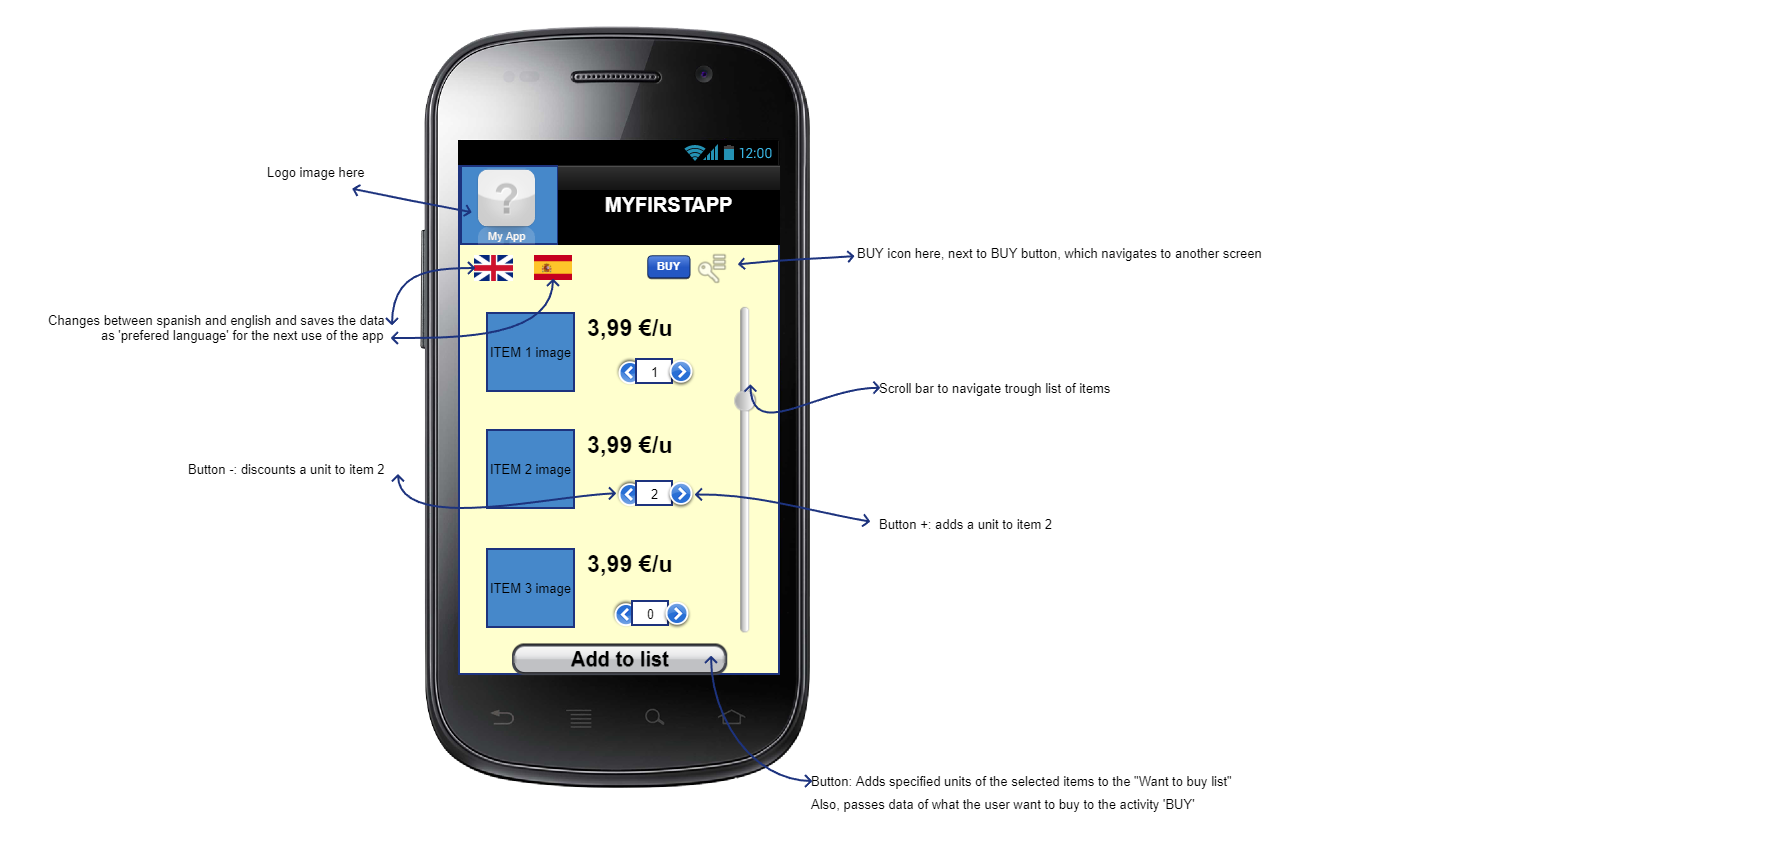 12:00
Logo image here
MYFIRSTAPP
My App
BUY
BUY icon here, next to BUY button, which navigates to another screen
Changes between spanish and english and saves the data
as 'prefered language' for the next use of the app
3,99 €/u
ITEM 1 image
1
Scroll bar to navigate trough list of items
3,99 €/u
ITEM 2 image
Button -: discounts a unit to item 2
2
Button +: adds a unit to item 2
3,99 €/u
ITEM 3 image
0
Add to list
Button: Adds specified units of the selected items to the "Want to buy list"
Also, passes data of what the user want to buy to the activity 'BUY'